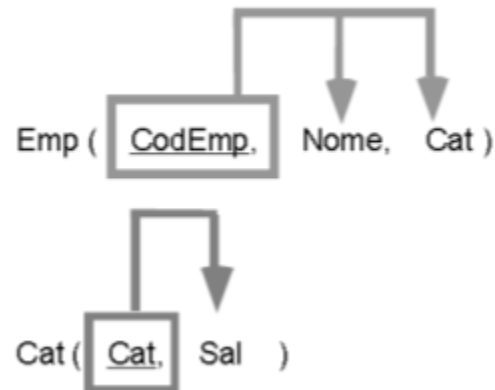 Emp ( CodEmp, Nome, Cat )
Cat ( Cat, Sal )